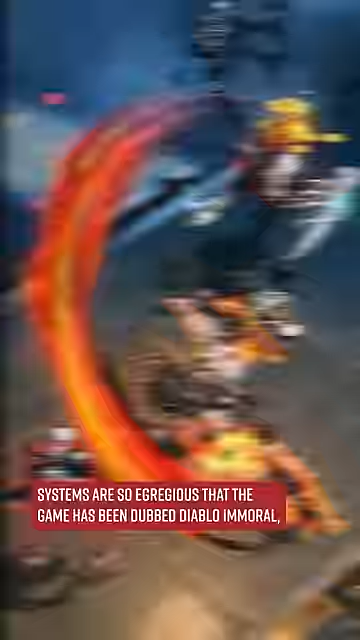 SYSTEMS ARE SO EGREGIOUS THAT THE
GAME HAS BEEN DUBBED DIABLO IMMORAL,